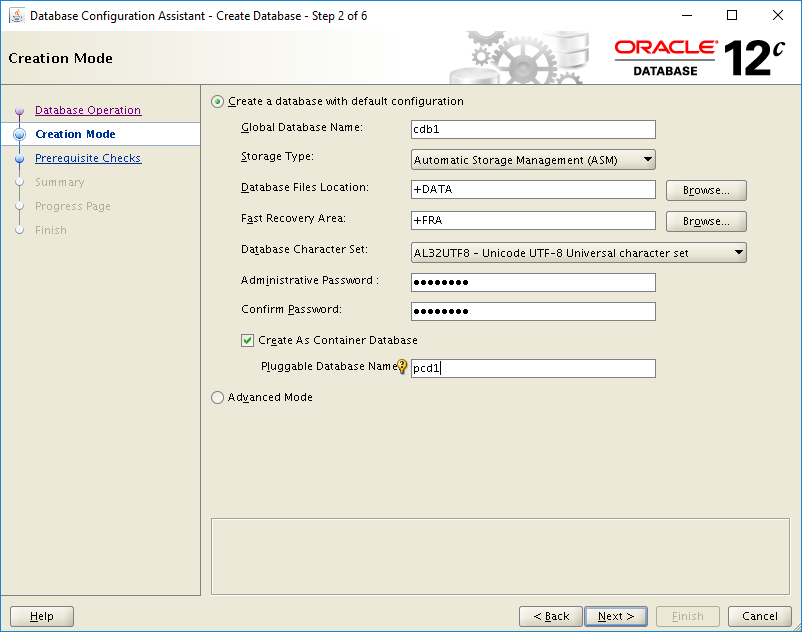 Database Configuration Assistant - Create Database - Step 2 of 6
Creation Mode
ORACLE
DATABASE
12c
Database Operation
Creation Mode
Prerequisite Checks
Summary
Progress Page
Finish
Create a database with default configuration
Global Database Name: cdb1
Storage Type: Automatic Storage Management (ASM)
Database Files Location: +DATA Browse...
Fast Recovery Area: +FRA Browse...
Database Character Set: AL32UTF8 - Unicode UTF-8 Universal character set
Administrative Password : ●●●●●●●●
Confirm Password: ●●●●●●●●
Create As Container Database
Pluggable Database Name pcd1
Advanced Mode
Help < Back Next > Finish Cancel